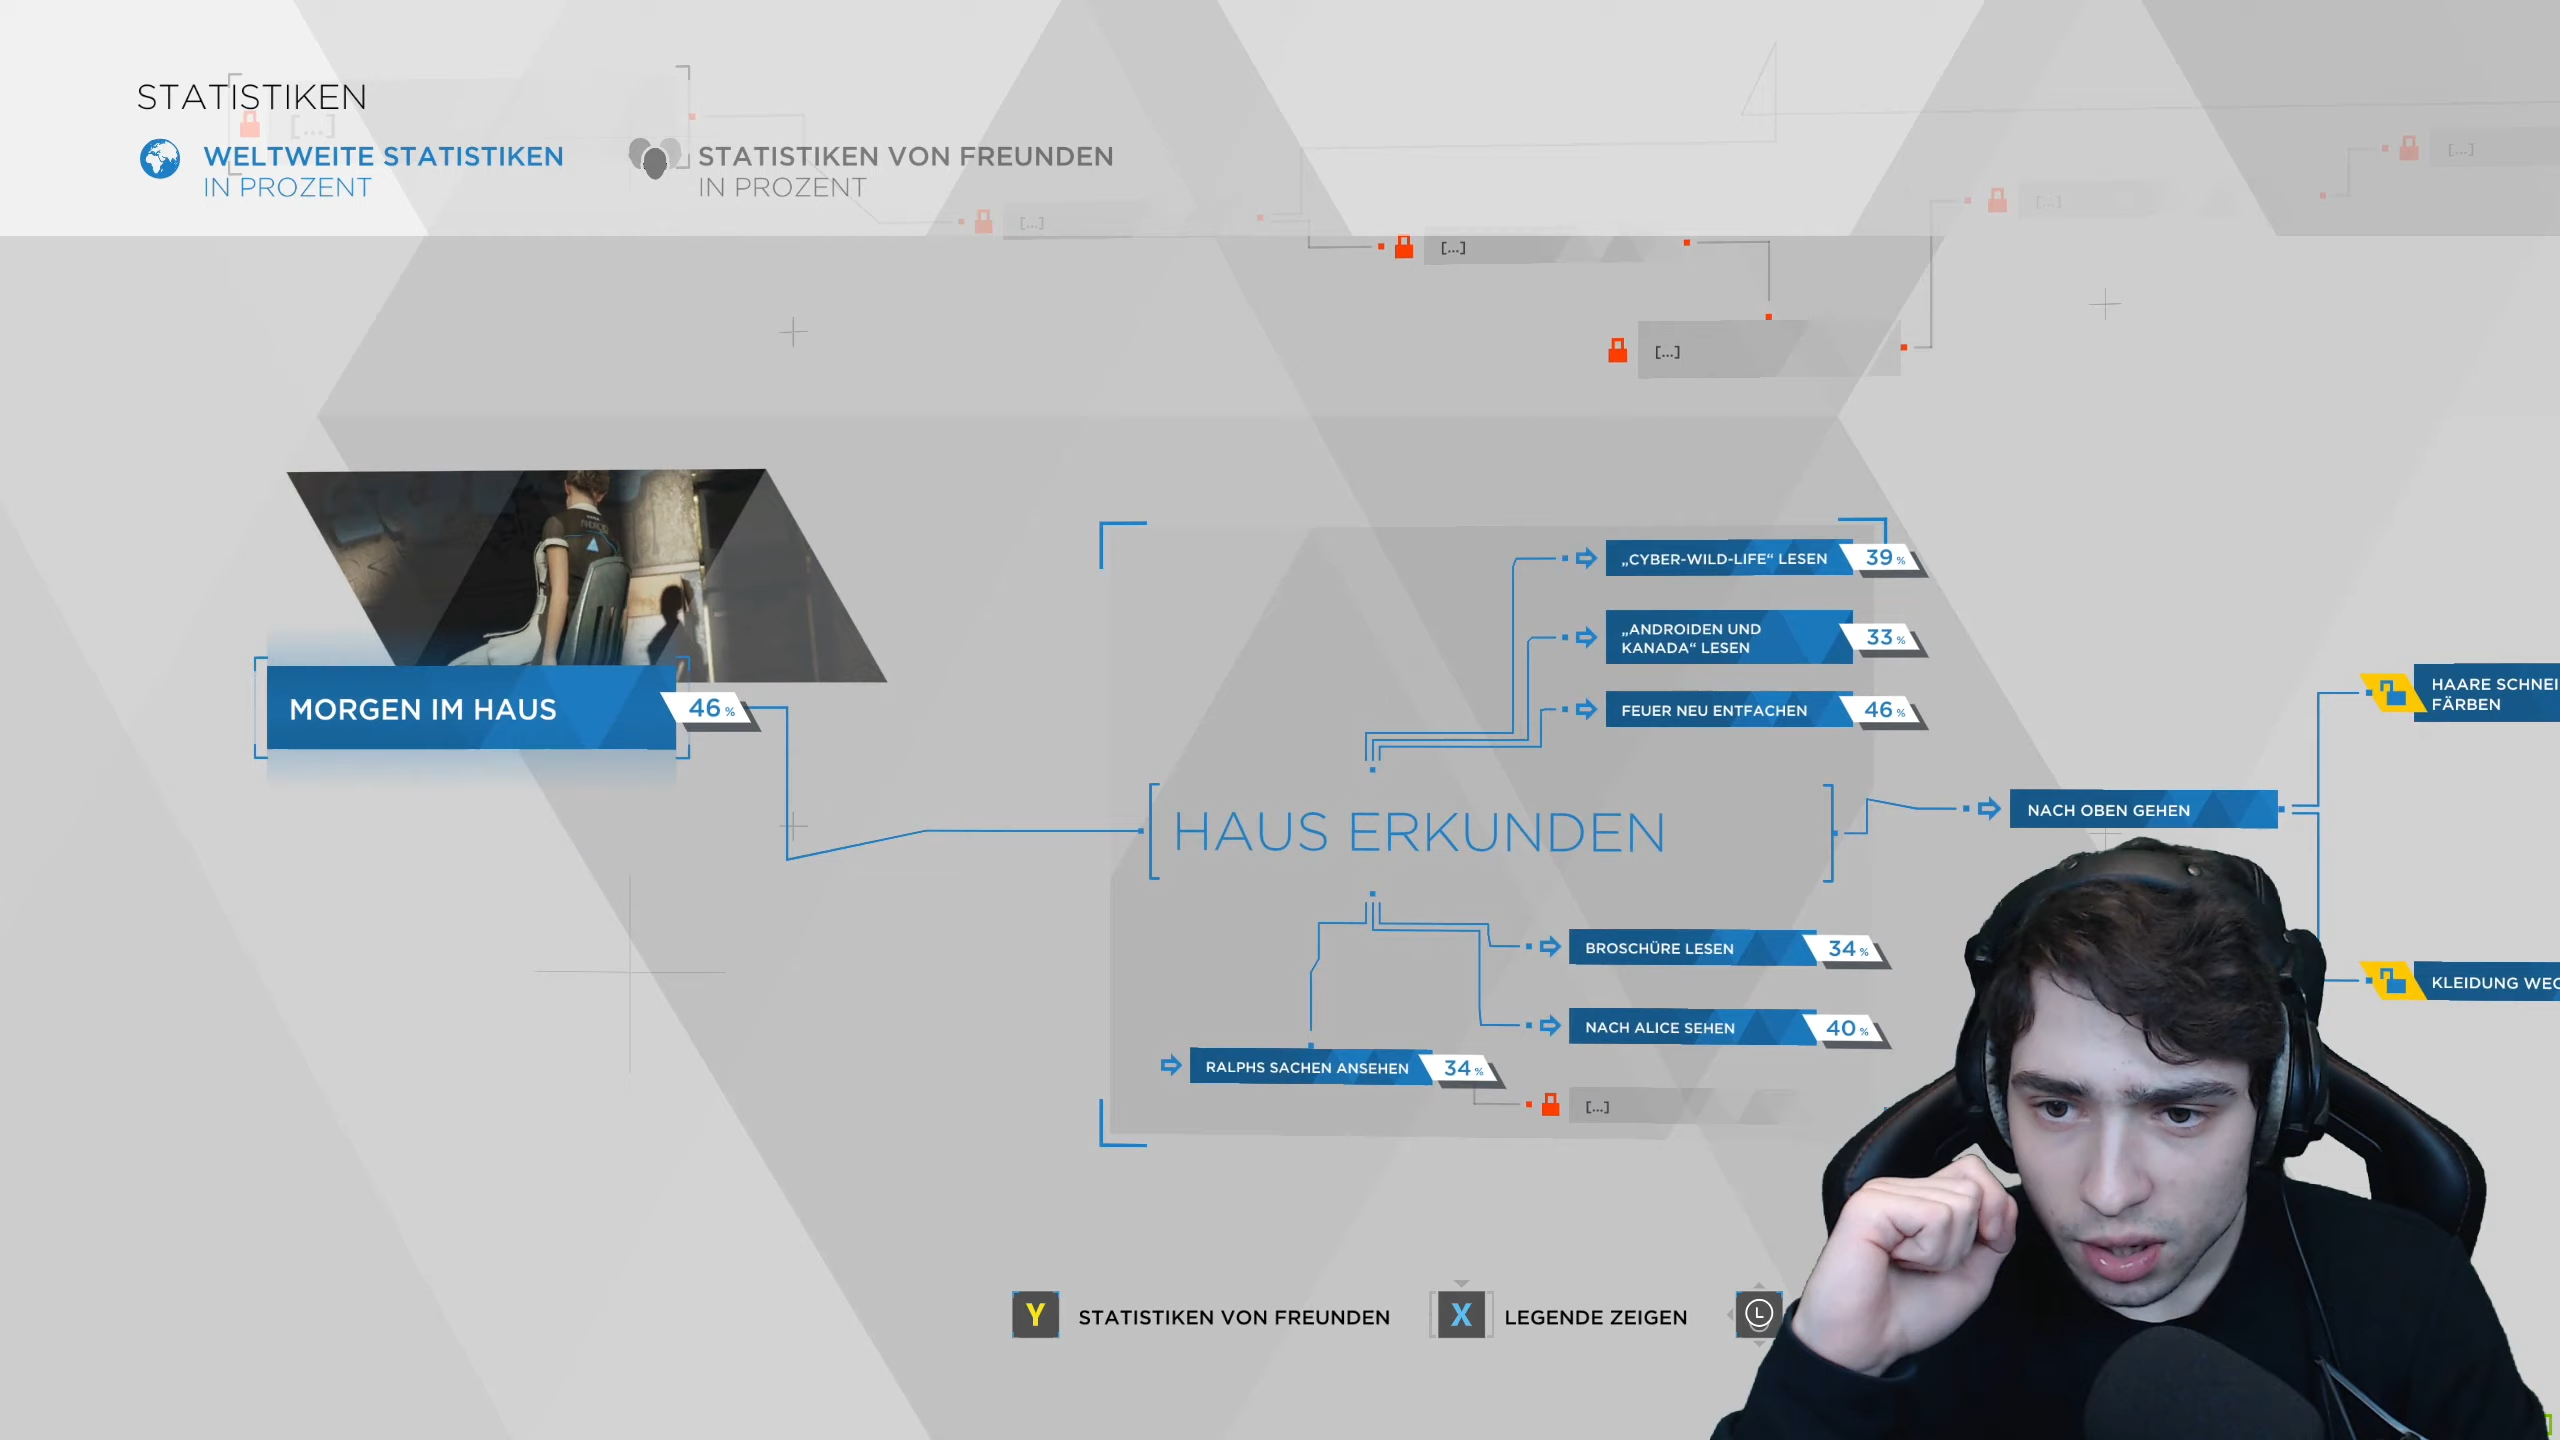 STATISTIKEN
[...]
WELTWEITE STATISTIKEN
IN PROZENT
STATISTIKEN VON FREUNDEN
IN PROZENT
[...]
[...]
[...]
[...]
[...]
MORGEN IM HAUS
46 %
HAUS ERKUNDEN
„CYBER-WILD-LIFE“ LESEN
39 %
„ANDROIDEN UND
KANADA“ LESEN
33 %
FEUER NEU ENTFACHEN
46 %
BROSCHÜRE LESEN
34 %
NACH ALICE SEHEN
40 %
RALPHS SACHEN ANSEHEN
34 %
[...]
NACH OBEN GEHEN
HAARE SCHNEI
FÄRBEN
KLEIDUNG WEC
Y STATISTIKEN VON FREUNDEN
X LEGENDE ZEIGEN
L